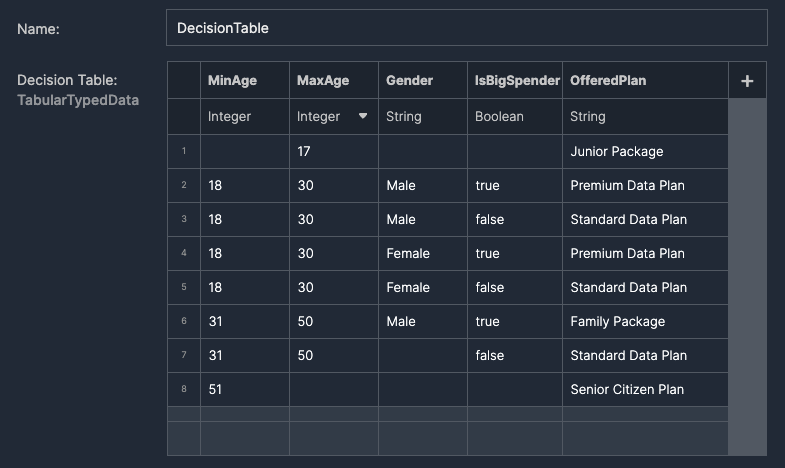 Name: DecisionTable
Decision Table:
TabularTypedData
MinAge MaxAge Gender IsBigSpender OfferedPlan +
Integer Integer String Boolean String
1 17 Junior Package
2 18 30 Male true Premium Data Plan
3 18 30 Male false Standard Data Plan
4 18 30 Female true Premium Data Plan
5 18 30 Female false Standard Data Plan
6 31 50 Male true Family Package
7 31 50 false Standard Data Plan
8 51 Senior Citizen Plan